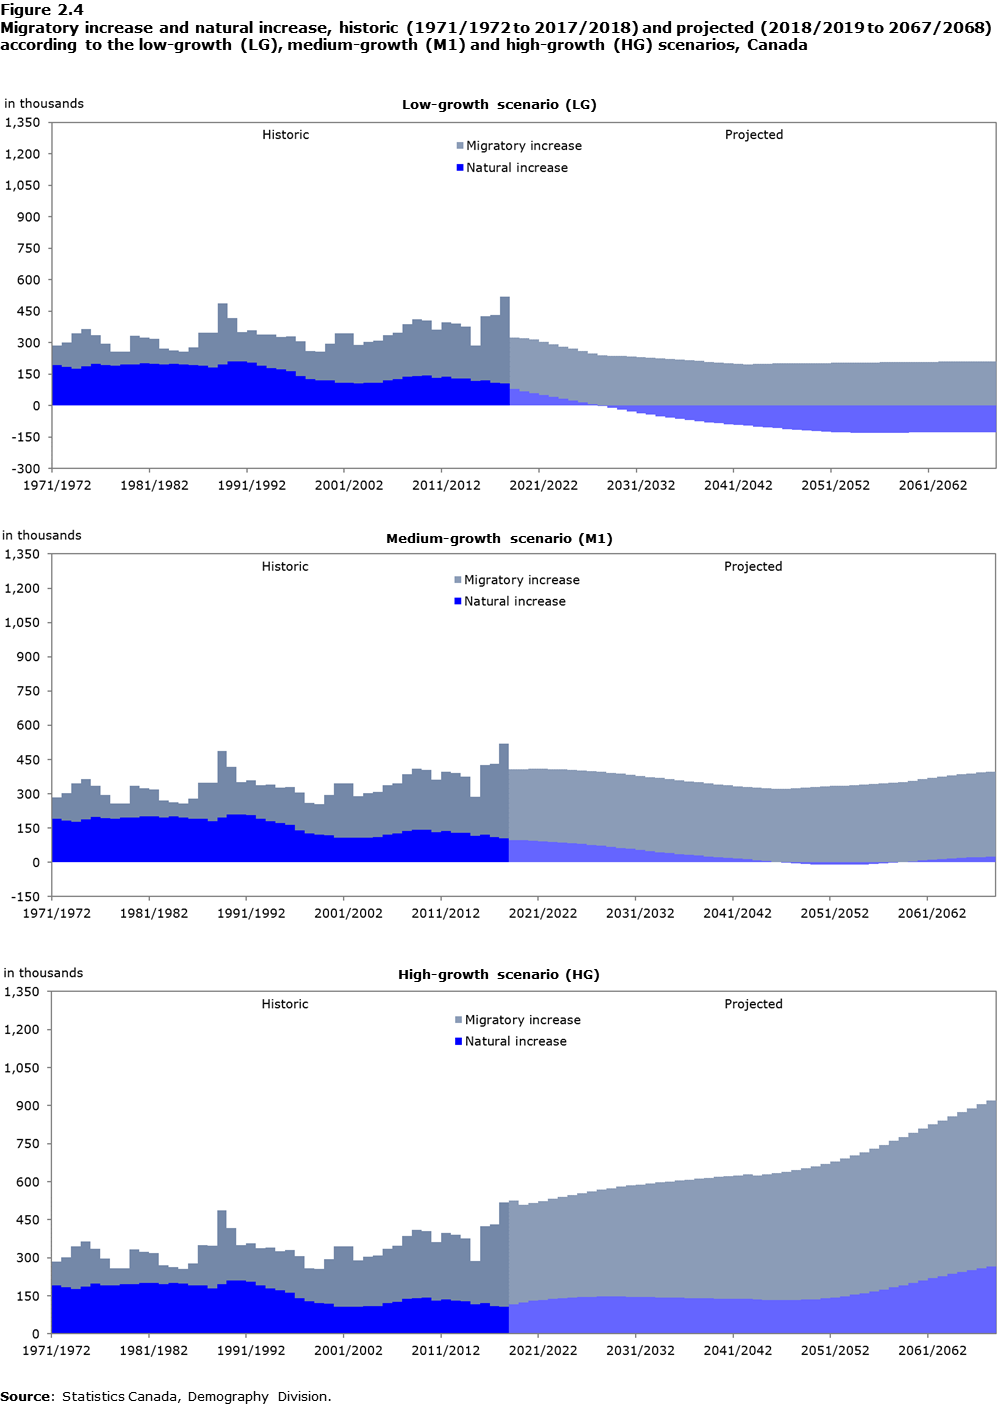 Figure 2.4
Migratory increase and natural increase, historic (1971/1972 to 2017/2018) and projected (2018/2019 to 2067/2068)
according to the low-growth (LG), medium-growth (M1) and high-growth (HG) scenarios, Canada
in thousands
Low-growth scenario (LG)
1,350
Historic
Projected
1,200
Migratory increase
Natural increase
1,050
900
750
600
450
300
150
0
-150
-300
1971/1972 1981/1982 1991/1992 2001/2002 2011/2012 2021/2022 2031/2032 2041/2042 2051/2052 2061/2062
in thousands
Medium-growth scenario (M1)
1,350
Historic
Projected
1,200
Migratory increase
Natural increase
1,050
900
750
600
450
300
150
0
-150
1971/1972 1981/1982 1991/1992 2001/2002 2011/2012 2021/2022 2031/2032 2041/2042 2051/2052 2061/2062
in thousands
High-growth scenario (HG)
1,350
Historic
Projected
1,200
Migratory increase
Natural increase
1,050
900
750
600
450
300
150
0
1971/1972 1981/1982 1991/1992 2001/2002 2011/2012 2021/2022 2031/2032 2041/2042 2051/2052 2061/2062
Source: Statistics Canada, Demography Division.